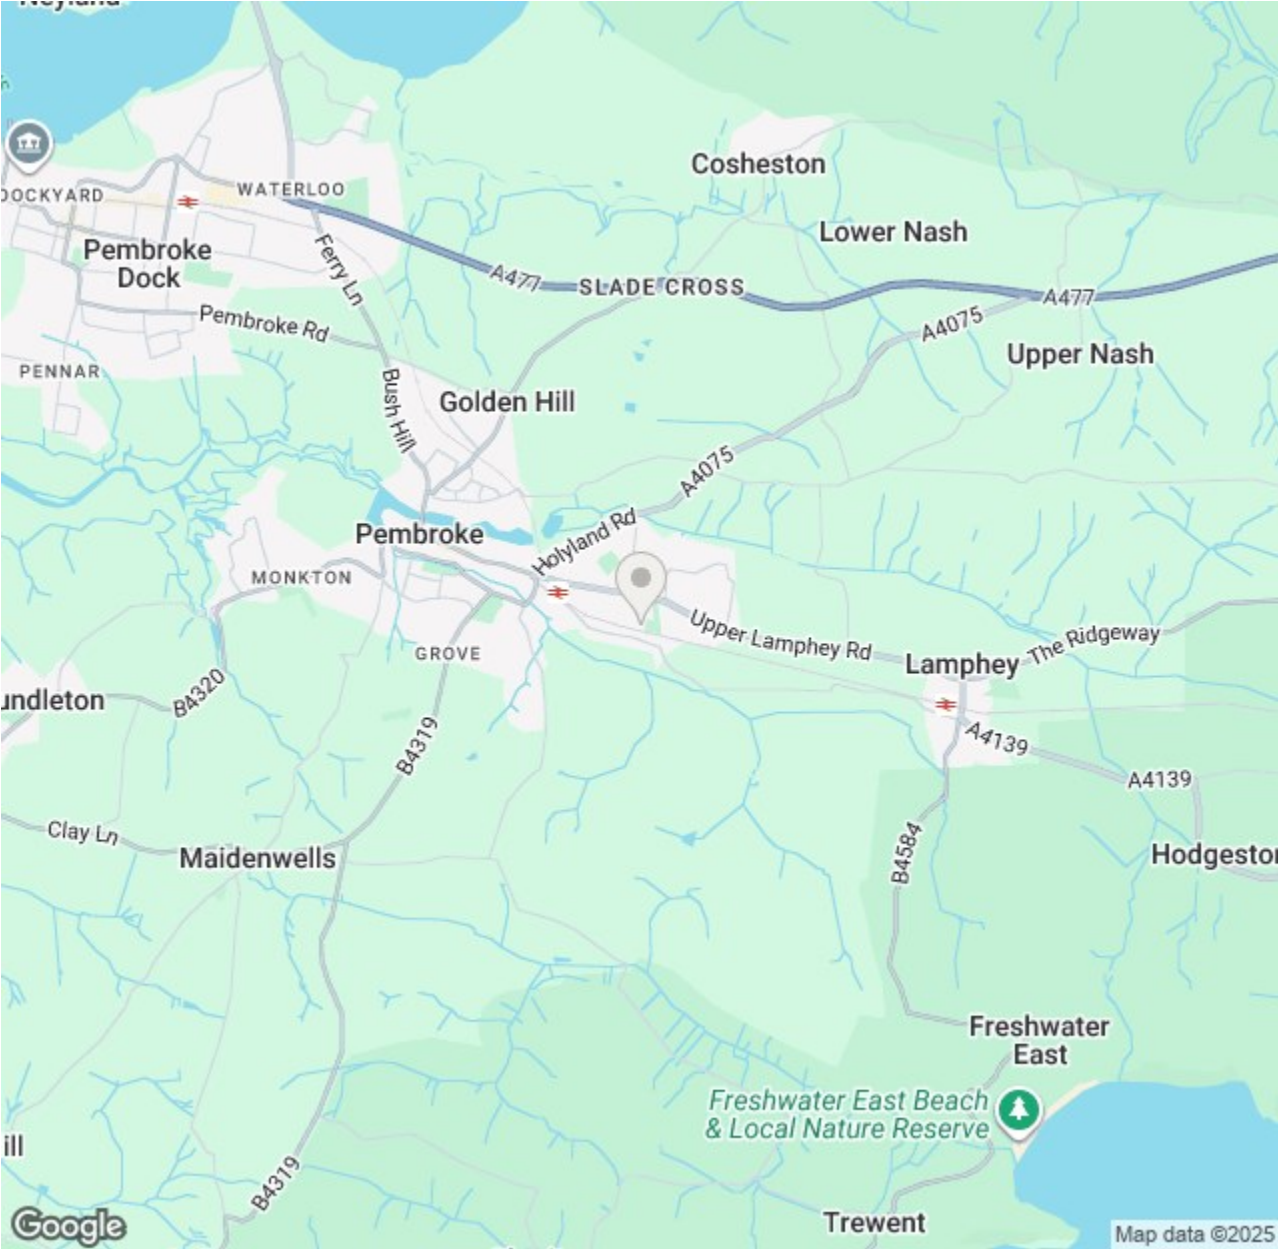 Neyland
Cosheston
WATERLOO
DOCKYARD
Lower Nash
Pembroke
Dock
Ferry Ln
A477
SLADE CROSS
A477
Pembroke Rd
A4075
Upper Nash
PENNAR
Bush Hill
Golden Hill
A4075
Holyland Rd
Pembroke
MONKTON
Upper Lamphey Rd
The Ridgeway
GROVE
Lamphey
undleton
B4320
B4319
A4139
A4139
Clay Ln
Maidenwells
B4584
Hodgeston
Freshwater
East
Freshwater East Beach
& Local Nature Reserve
ill
B4319
Trewent
Google
Map data ©2025